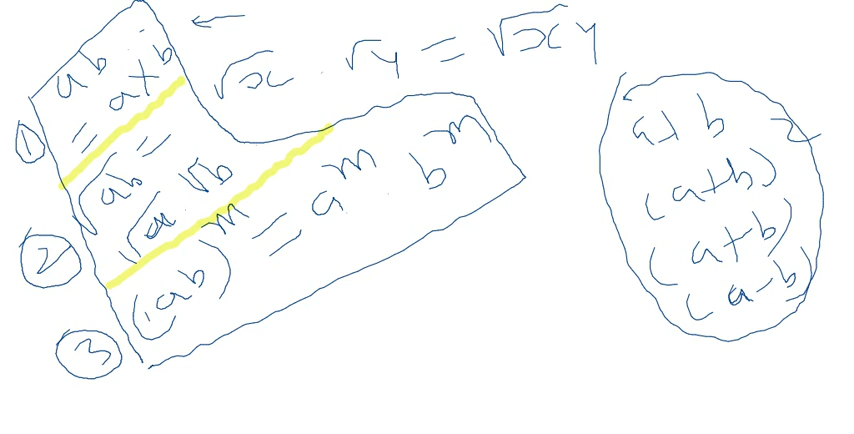 √x . √y = √xy
①
ab
= a+b
②
√ab =
√a . √b
③
(ab)^m = a^m . b^m
a+b
(a+b)^2
(a+b)
(a-b)